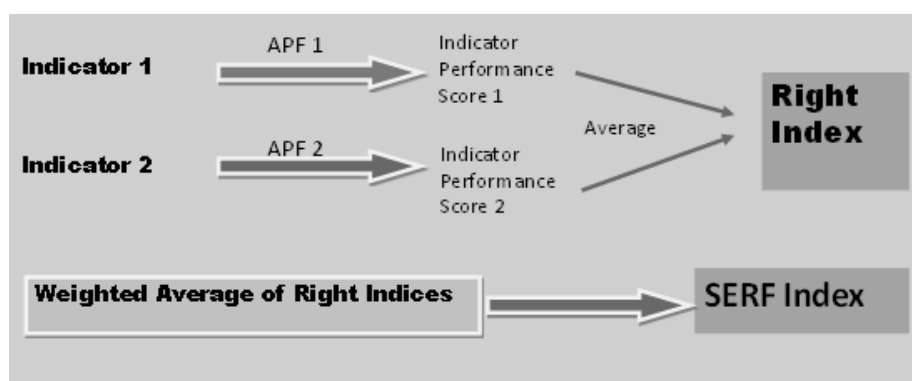 Indicator 1
APF 1
Indicator
Performance
Score 1
Indicator 2
APF 2
Indicator
Performance
Score 2
Average
Right
Index
Weighted Average of Right Indices
SERF Index